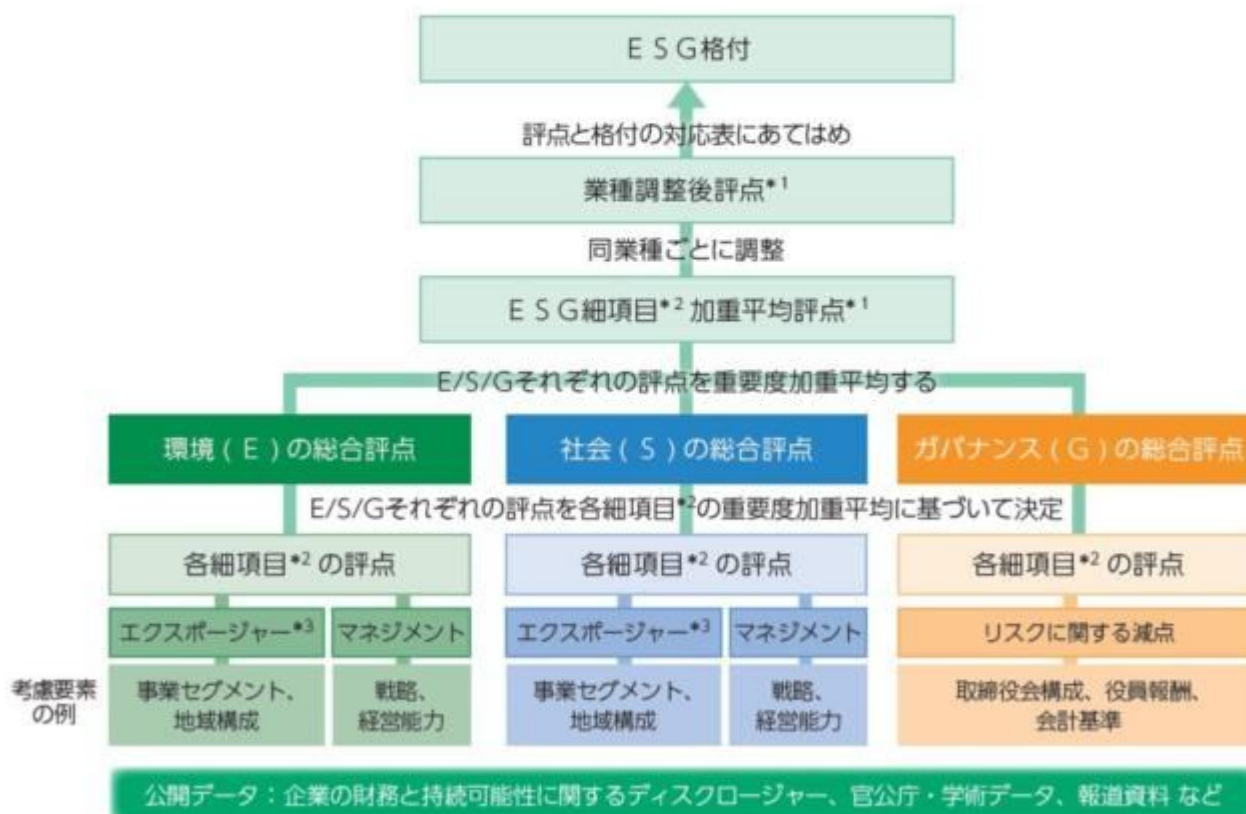 ＥＳＧ格付
評点と格付の対応表にあてはめ
業種調整後評点*1
同業種ごとに調整
ＥＳＧ細項目*2 加重平均評点*1
E/S/Gそれぞれの評点を重要度加重平均する
環境(Ｅ)の総合評点
社会(Ｓ)の総合評点
ガバナンス(Ｇ)の総合評点
E/S/Gそれぞれの評点を各細項目*2の重要度加重平均に基づいて決定
各細項目*2 の評点
各細項目*2 の評点
各細項目*2 の評点
エクスポージャー*3
マネジメント
エクスポージャー*3
マネジメント
リスクに関する減点
考慮要素
の例
事業セグメント、
地域構成
戦略、
経営能力
事業セグメント、
地域構成
戦略、
経営能力
取締役会構成、役員報酬、
会計基準
公開データ：企業の財務と持続可能性に関するディスクロージャー、官公庁・学術データ、報道資料 など